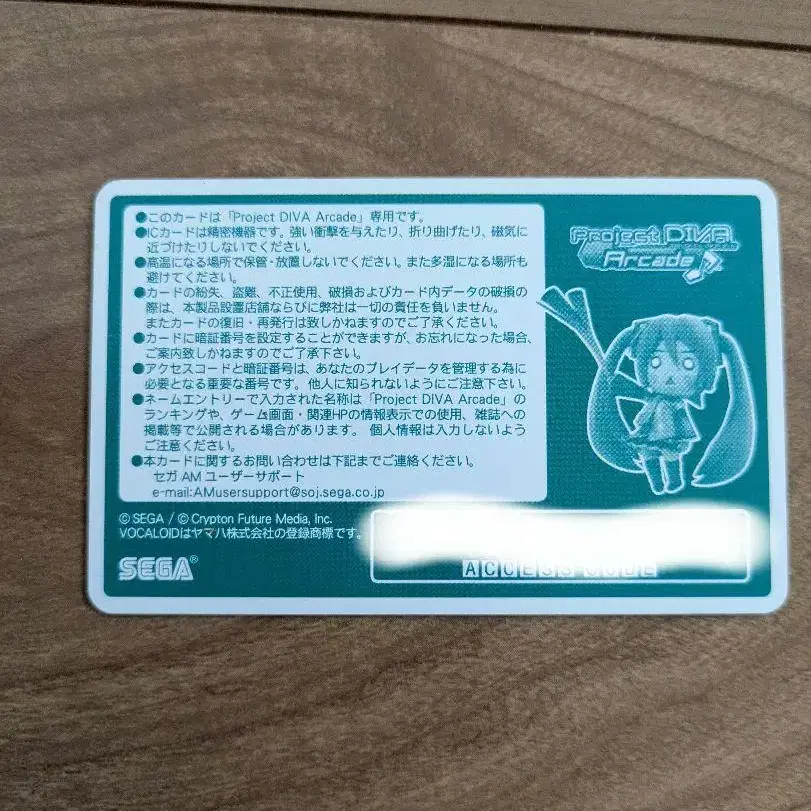 ●このカードは「Project DIVA Arcade」専用です。
●ICカードは精密機器です。強い衝撃を与えたり、折り曲げたり、磁気に
近づけたりしないでください。
●高温になる場所で保管・放置しないでください。また多湿になる場所も
避けてください。
●カードの紛失、盗難、不正使用、破損およびカード内データの破損の
際は、本製品設置店舗ならびに弊社は一切の責任を負いません。
またカードの復旧・再発行は致しかねますのでご了承ください。
●カードに暗証番号を設定することができますが、お忘れになった場合、
ご案内致しかねますのでご了承下さい。
●アクセスコードと暗証番号は、あなたのプレイデータを管理する為に
必要となる重要な番号です。他人に知られないようにご注意下さい。
●ネームエントリーで入力された名称は「Project DIVA Arcade」の
ランキングや、ゲーム画面・関連HPの情報表示での使用、雑誌への
掲載等で公開される場合があります。個人情報は入力しないよう
ご注意ください。
●本カードに関するお問い合わせは下記までご連絡ください。
セガ AM ユーザーサポート
e-mail:AMusersupport@soj.sega.co.jp
Project DIVA
Arcade
© SEGA / © Crypton Future Media, Inc.
VOCALOIDはヤマハ株式会社の登録商標です。
SEGA®
ACCESS CODE